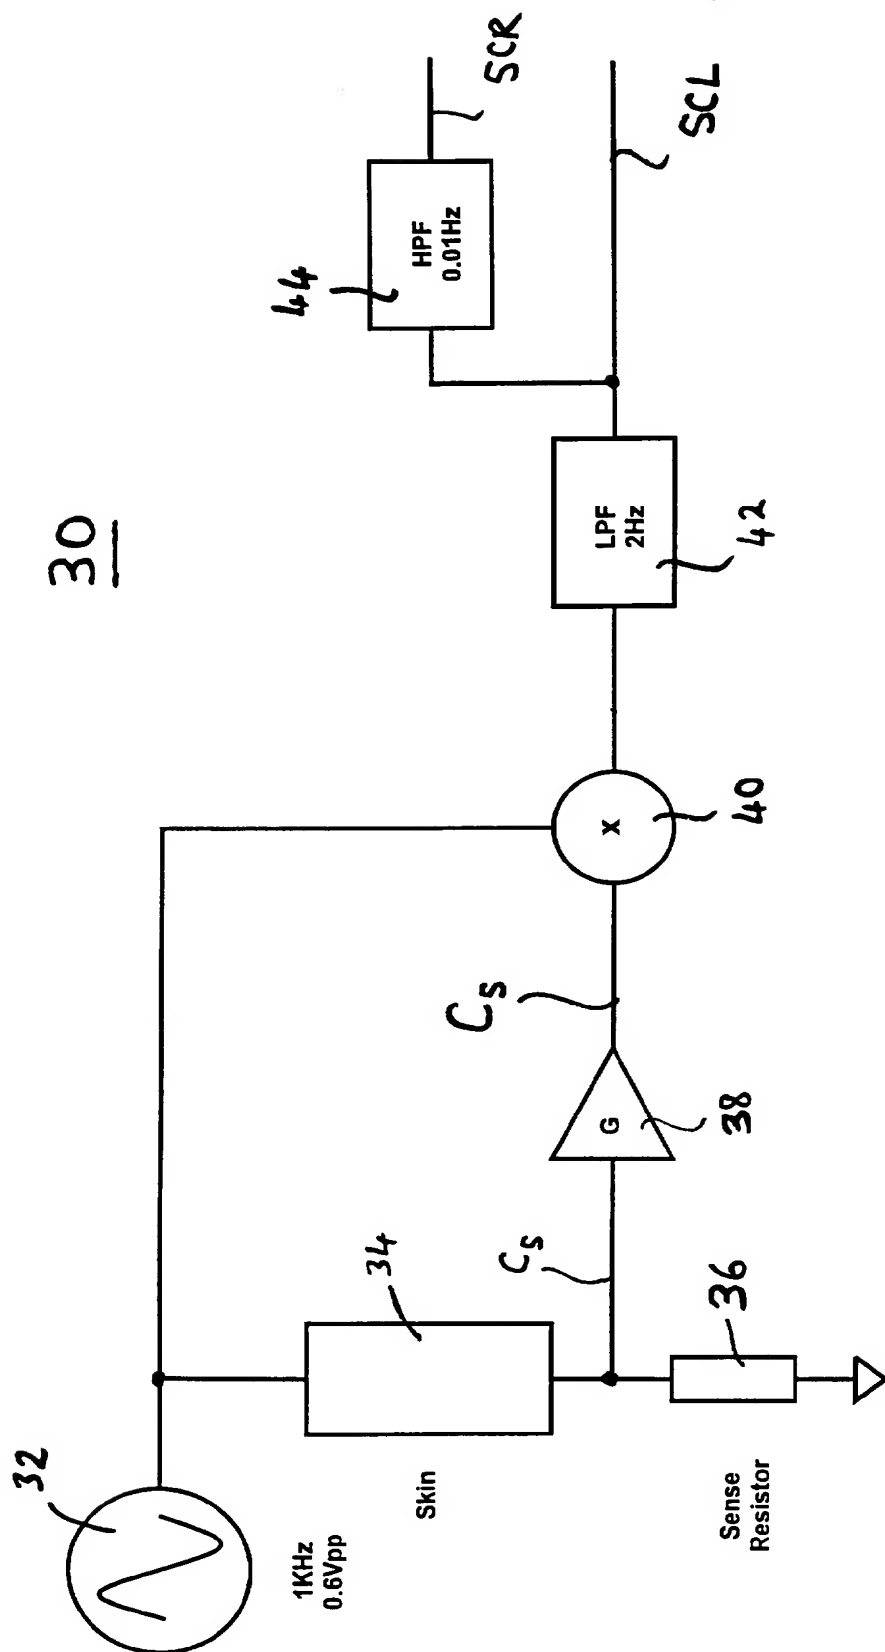 30
32
1KHz
0.6Vpp
Skin
34
Sense
Resistor
36
Cs
G
38
Cs
X
40
LPF
2Hz
42
44
HPF
0.01Hz
SCR
SCL